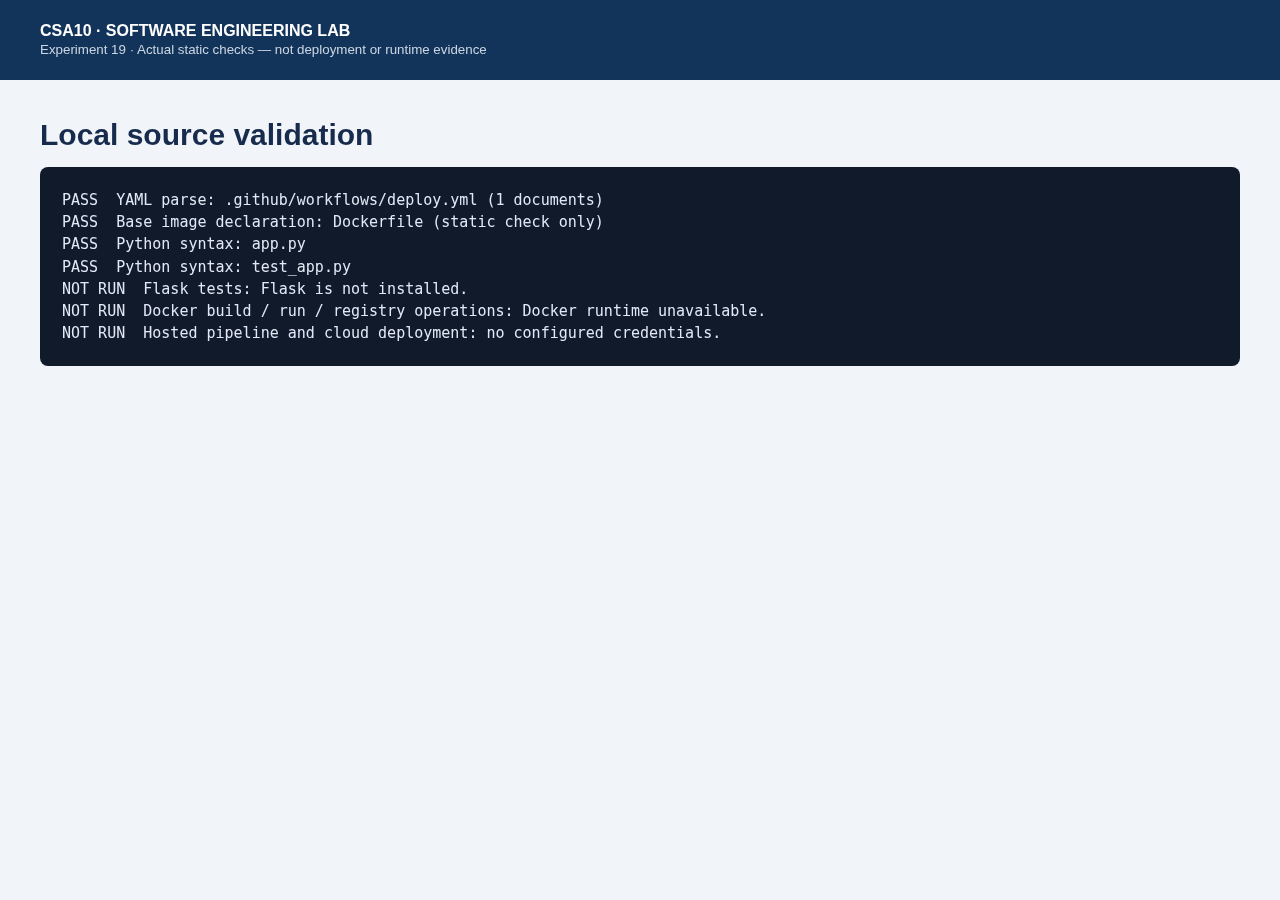 CSA10 · SOFTWARE ENGINEERING LAB
Experiment 19 · Actual static checks — not deployment or runtime evidence
Local source validation
PASS  YAML parse: .github/workflows/deploy.yml (1 documents)
PASS  Base image declaration: Dockerfile (static check only)
PASS  Python syntax: app.py
PASS  Python syntax: test_app.py
NOT RUN  Flask tests: Flask is not installed.
NOT RUN  Docker build / run / registry operations: Docker runtime unavailable.
NOT RUN  Hosted pipeline and cloud deployment: no configured credentials.